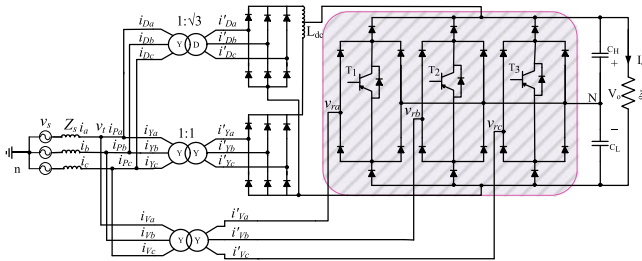 1:√3
i_Da
i_Db
i_Dc
Y D
i'_Da
i'_Db
i'_Dc
L_dc
T_1
T_2
T_3
C_H
+
I_o
V_o
N
−
C_L
v_ra
v_rb
v_rc
v_s
Z_s
i_a
i_b
i_c
n
v_I
i_Pa
i_Pb
i_Pc
1:1
i_Ya
i_Yb
i_Yc
Y Y
i'_Ya
i'_Yb
i'_Yc
i_Va
i_Vb
i_Vc
Y Y
i'_Va
i'_Vb
i'_Vc